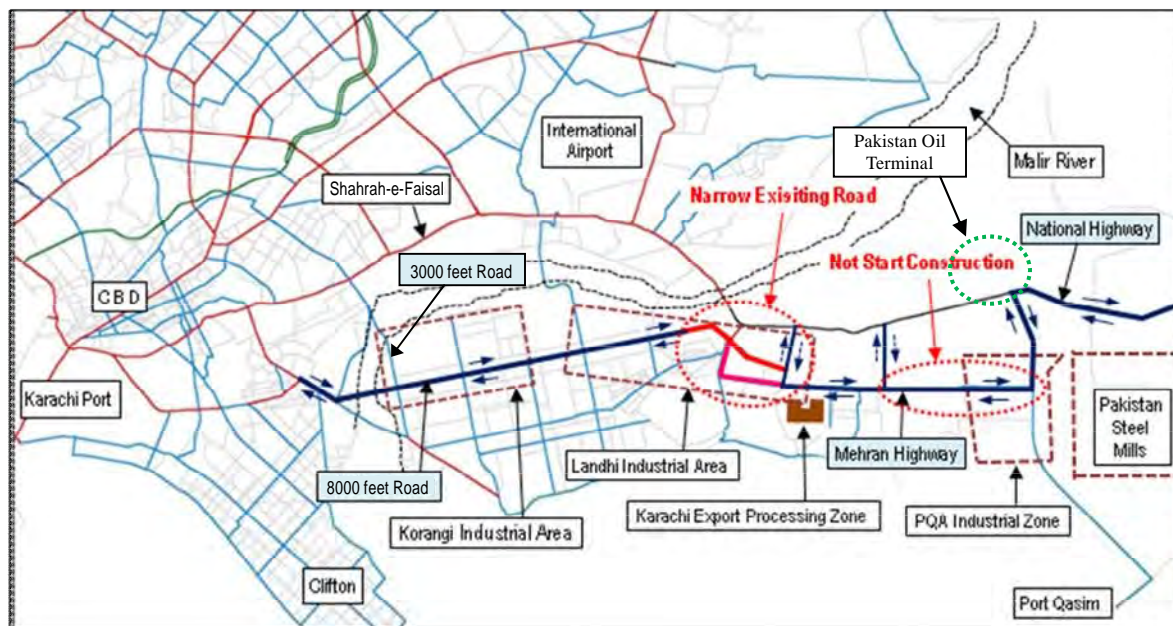 International
Airport
Pakistan Oil
Terminal
Malir River
Shahrah-e-Faisal
Narrow Exisiting Road
National Highway
3000 feet Road
Not Start Construction
CBD
Karachi Port
Pakistan
Steel
Mills
Mehran Highway
Landhi Industrial Area
8000 feet Road
Karachi Export Processing Zone
PQA Industrial Zone
Korangi Industrial Area
Clifton
Port Qasim